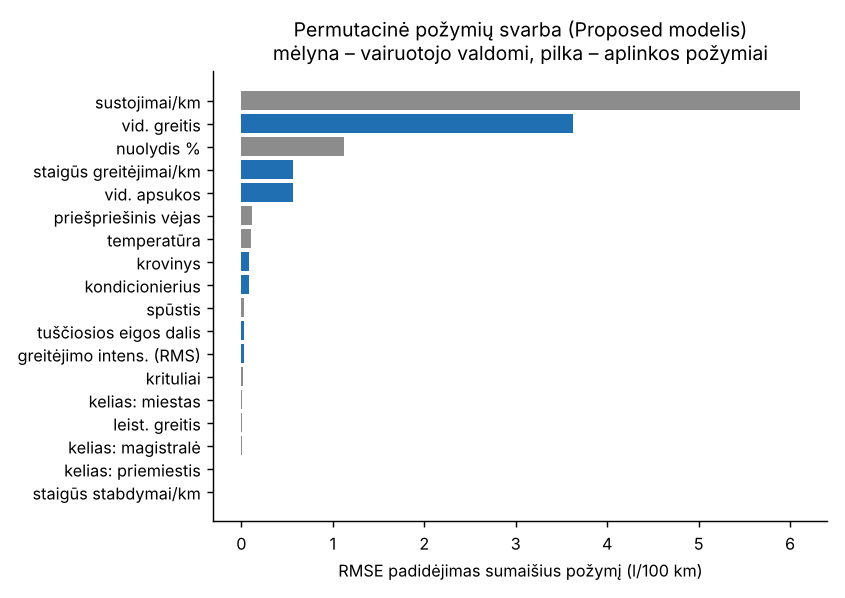 Permutacinė požymių svarba (Proposed modelis)
mėlyna – vairuotojo valdomi, pilka – aplinkos požymiai
sustojimai/km
vid. greitis
nuolydis %
staigūs greitėjimai/km
vid. apsukos
priešpriešinis vėjas
temperatūra
krovinys
kondicionierius
spūstis
tuščiosios eigos dalis
greitėjimo intens. (RMS)
krituliai
kelias: miestas
leist. greitis
kelias: magistralė
kelias: priemiestis
staigūs stabdymai/km
0 1 2 3 4 5 6
RMSE padidėjimas sumaišius požymį (l/100 km)